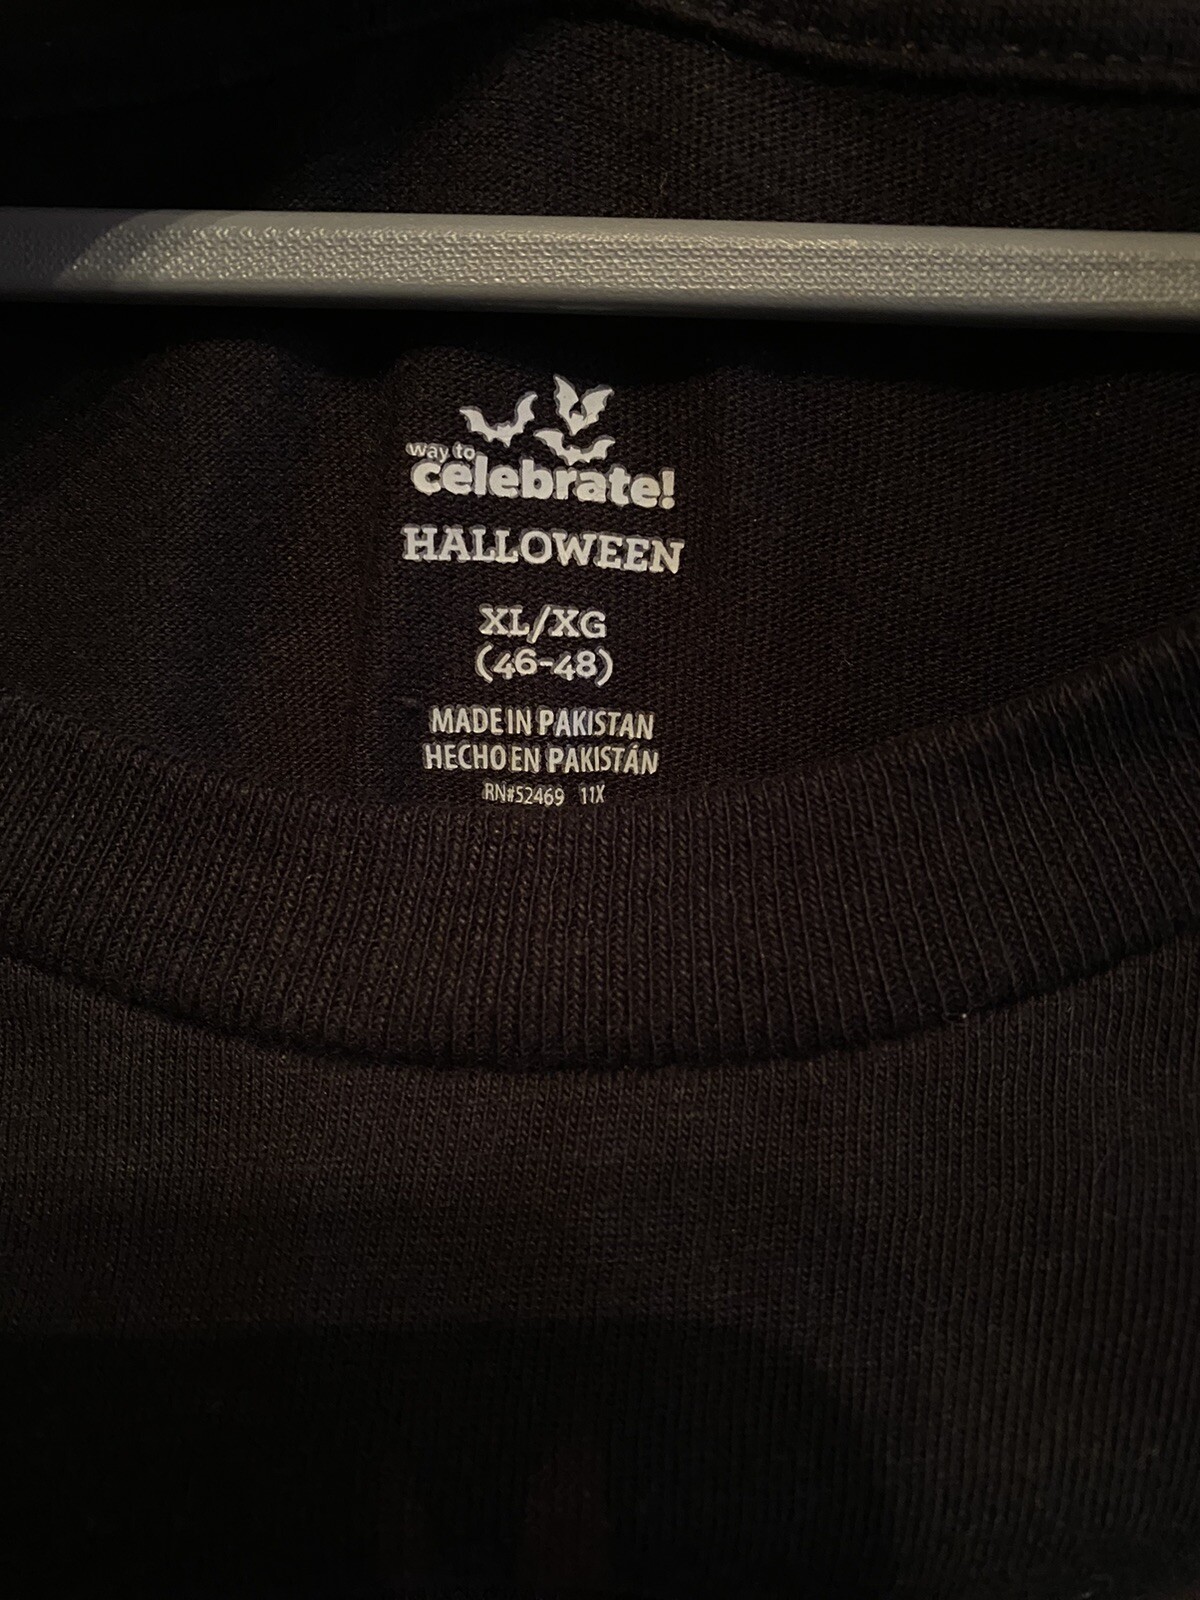 way to
celebrate!
HALLOWEEN
XL/XG
(46-48)
MADE IN PAKISTAN
HECHO EN PAKISTÁN
RN#52469 11X